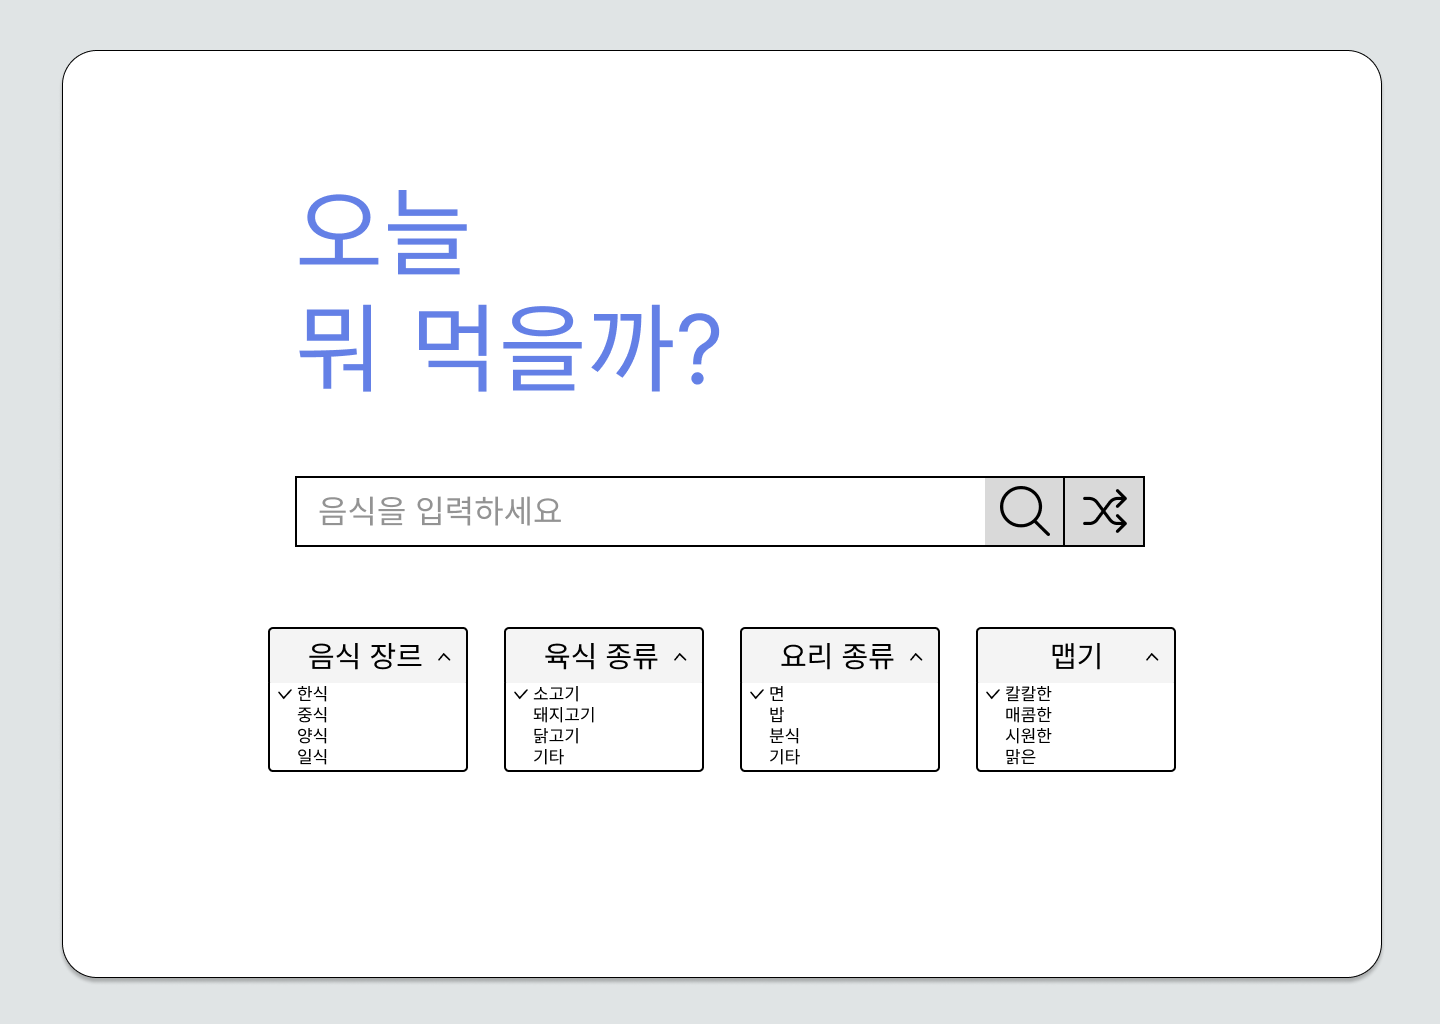 오늘
뭐 먹을까?
음식을 입력하세요
음식 장르
한식
중식
양식
일식
육식 종류
소고기
돼지고기
닭고기
기타
요리 종류
면
밥
분식
기타
맵기
칼칼한
매콤한
시원한
맑은